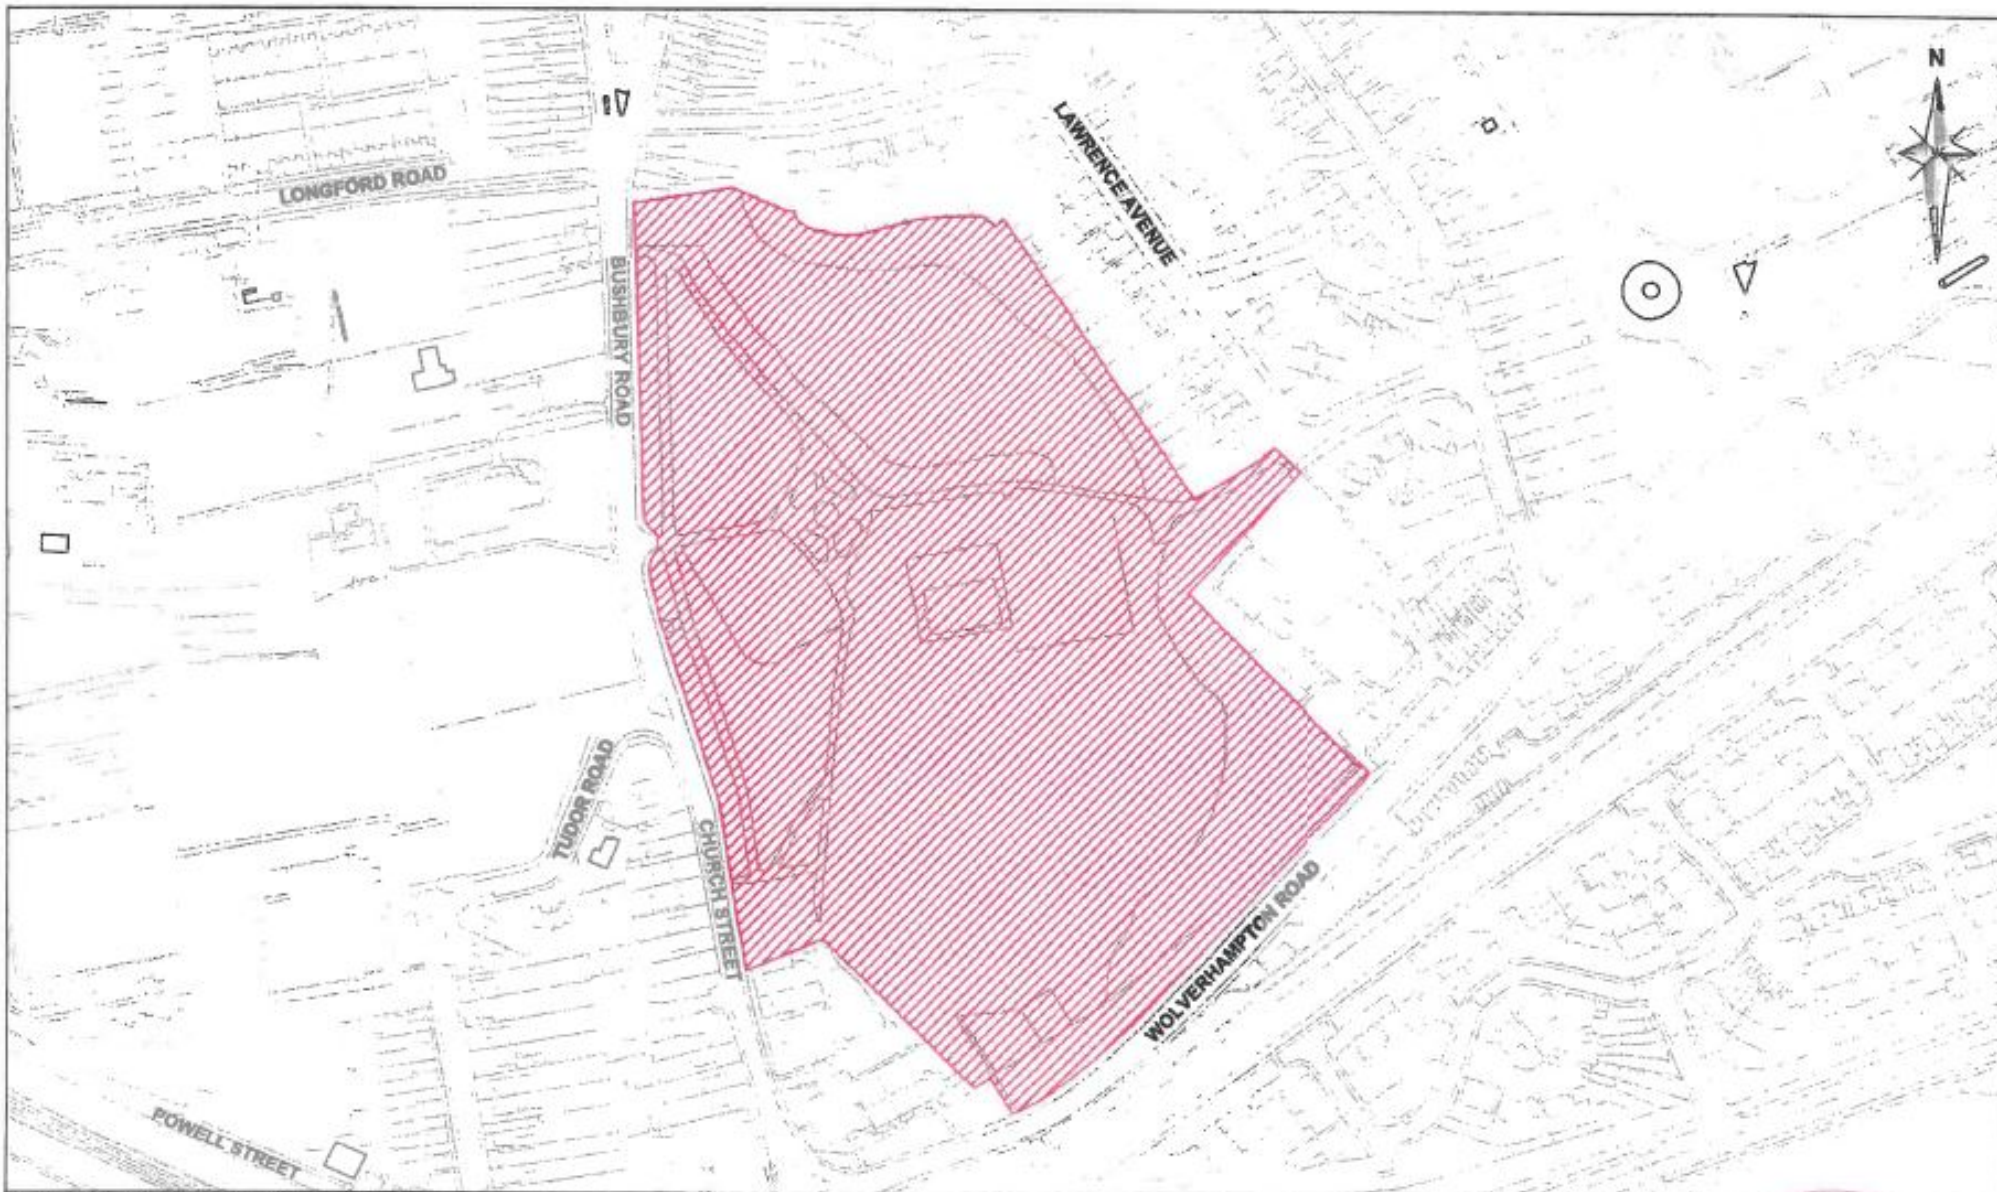 N
LAWRENCE AVENUE
LONGFORD ROAD
BUSHBURY ROAD
TUDOR ROAD
CHURCH STREET
WOLVERHAMPTON ROAD
POWELL STREET